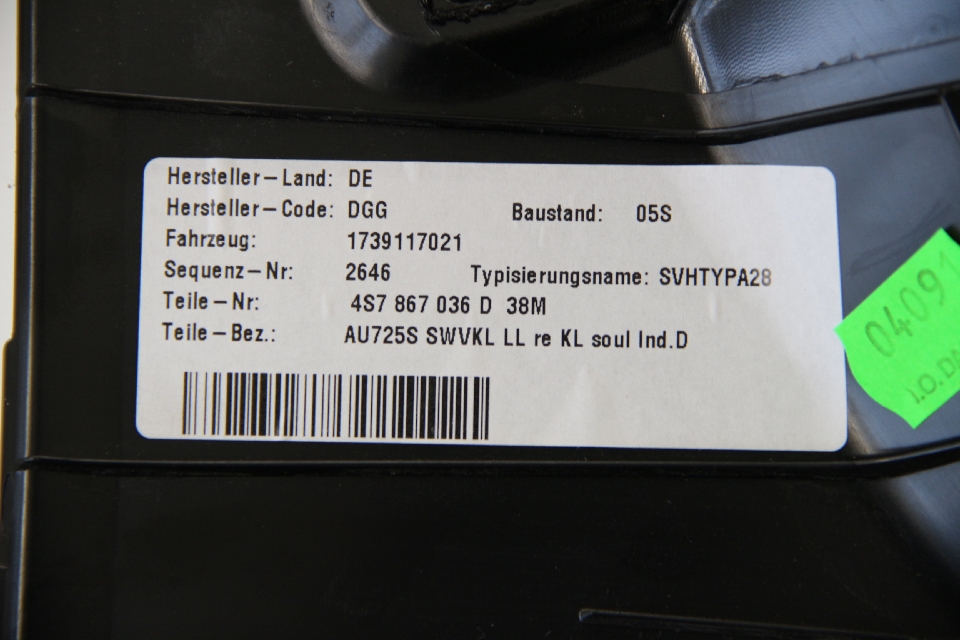 Hersteller-Land: DE
Hersteller-Code: DGG Baustand: 05S
Fahrzeug: 1739117021
Sequenz-Nr: 2646 Typisierungsname: SVHTYPA28
Teile-Nr: 4S7 867 036 D 38M
Teile-Bez.: AU725S SWVKL LL re KL soul Ind.D
0409